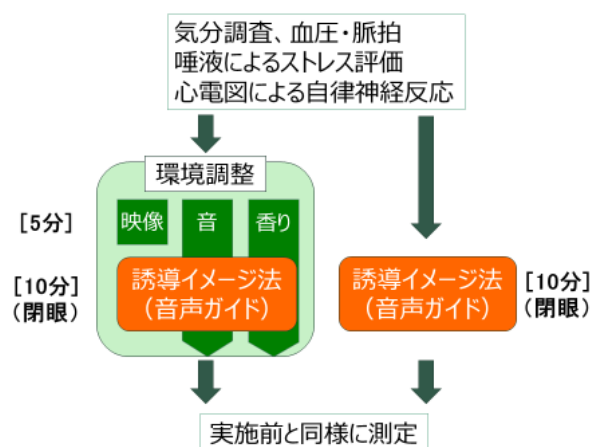 気分調査、血圧・脈拍
唾液によるストレス評価
心電図による自律神経反応
環境調整
[5分]
映像
音
香り
[10分]
(閉眼)
誘導イメージ法
(音声ガイド)
誘導イメージ法
(音声ガイド)
[10分]
(閉眼)
実施前と同様に測定